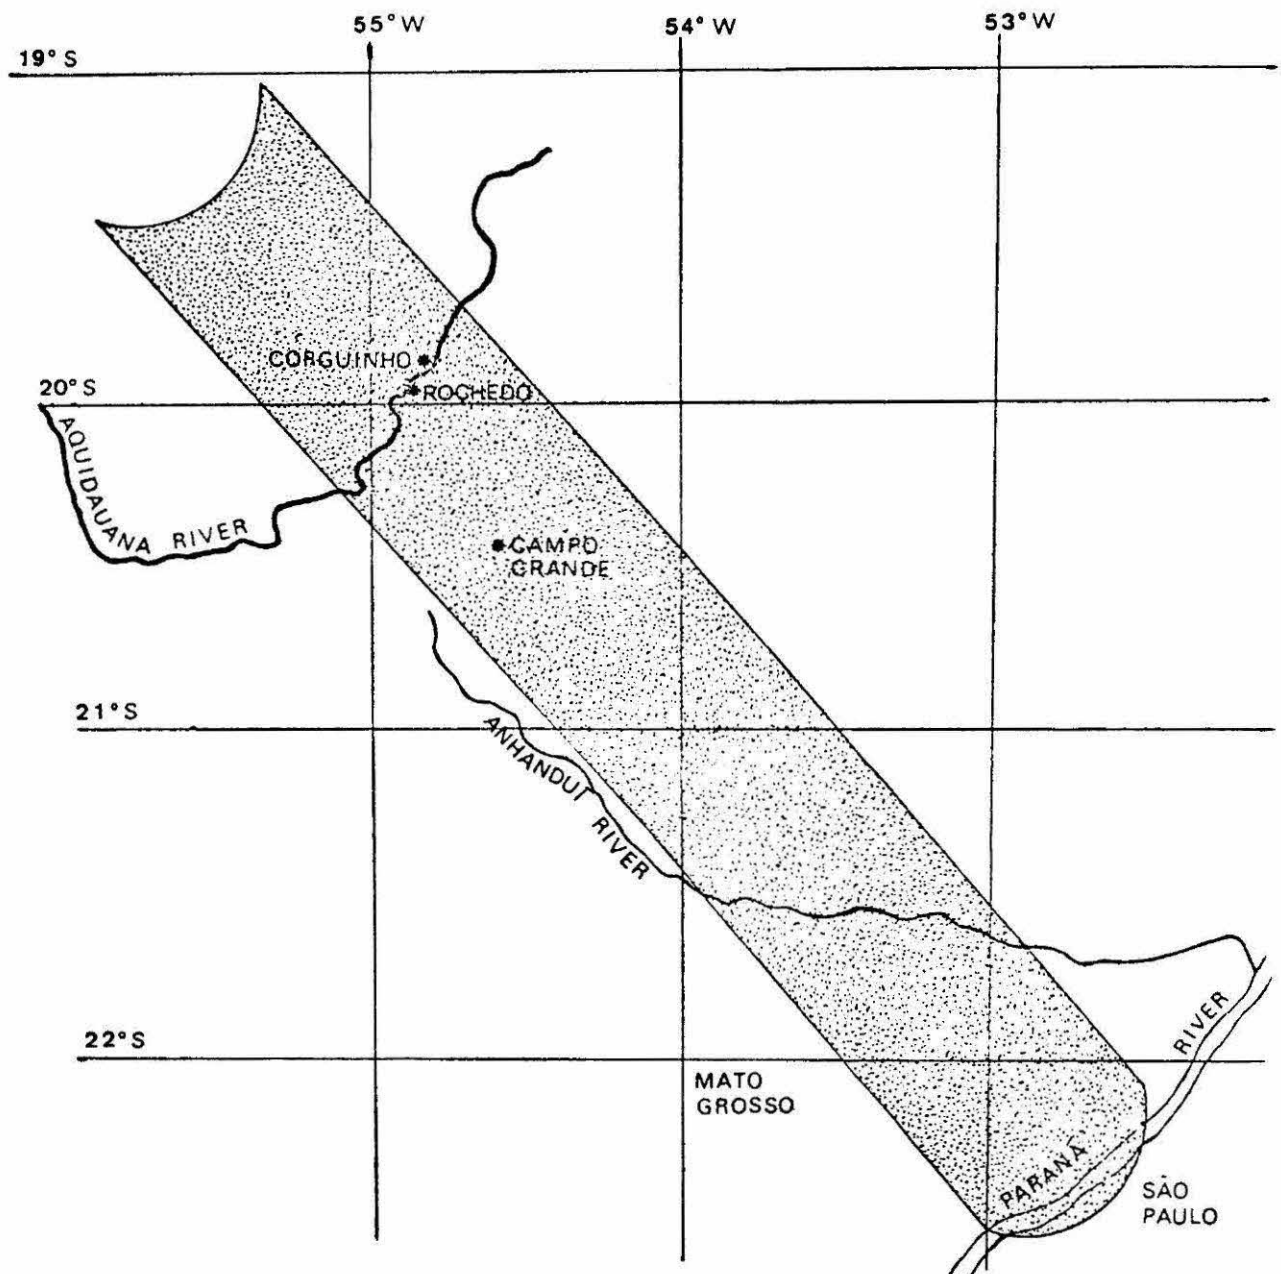 55°W
54°W
53°W
19°S
CORGUINHO
ROCHEDO
20°S
AQUIDAUANA RIVER
CAMPO
GRANDE
21°S
ANHANDUI RIVER
22°S
MATO
GROSSO
RIVER
PARANÁ
SÃO
PAULO